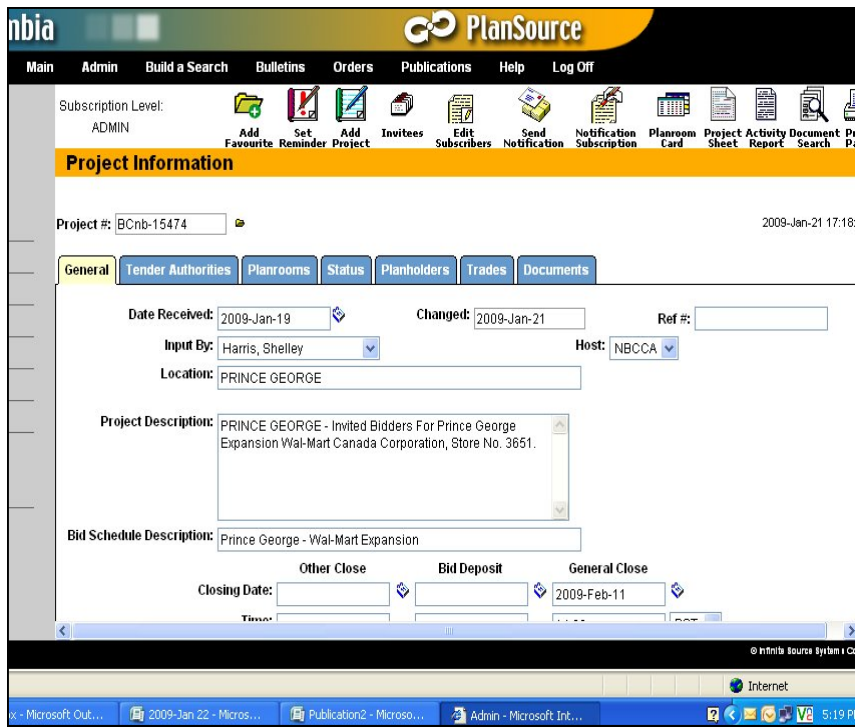 mbia
PlanSource
Main Admin Build a Search Bulletins Orders Publications Help Log Off
Subscription Level:
ADMIN
Add Favourite
Set Reminder
Add Project
Invitees
Edit Subscribers
Send Notification
Notification Subscription
Planroom Card
Project Sheet
Activity Report
Document Search
Project Information
Project #: BCnb-15474
2009-Jan-21 17:18:
General Tender Authorities Planrooms Status Planholders Trades Documents
Date Received: 2009-Jan-19 Changed: 2009-Jan-21 Ref #:
Input By: Harris, Shelley Host: NBCCA
Location: PRINCE GEORGE
Project Description: PRINCE GEORGE - Invited Bidders For Prince George
Expansion Wal-Mart Canada Corporation, Store No. 3651.
Bid Schedule Description: Prince George - Wal-Mart Expansion
Other Close Bid Deposit General Close
Closing Date: 2009-Feb-11
Time:
© Infinite Source Systems Co
Internet
ox - Microsoft Out... 2009-Jan 22 - Micros... Publication2 - Microso... Admin - Microsoft Int... 5:19 P